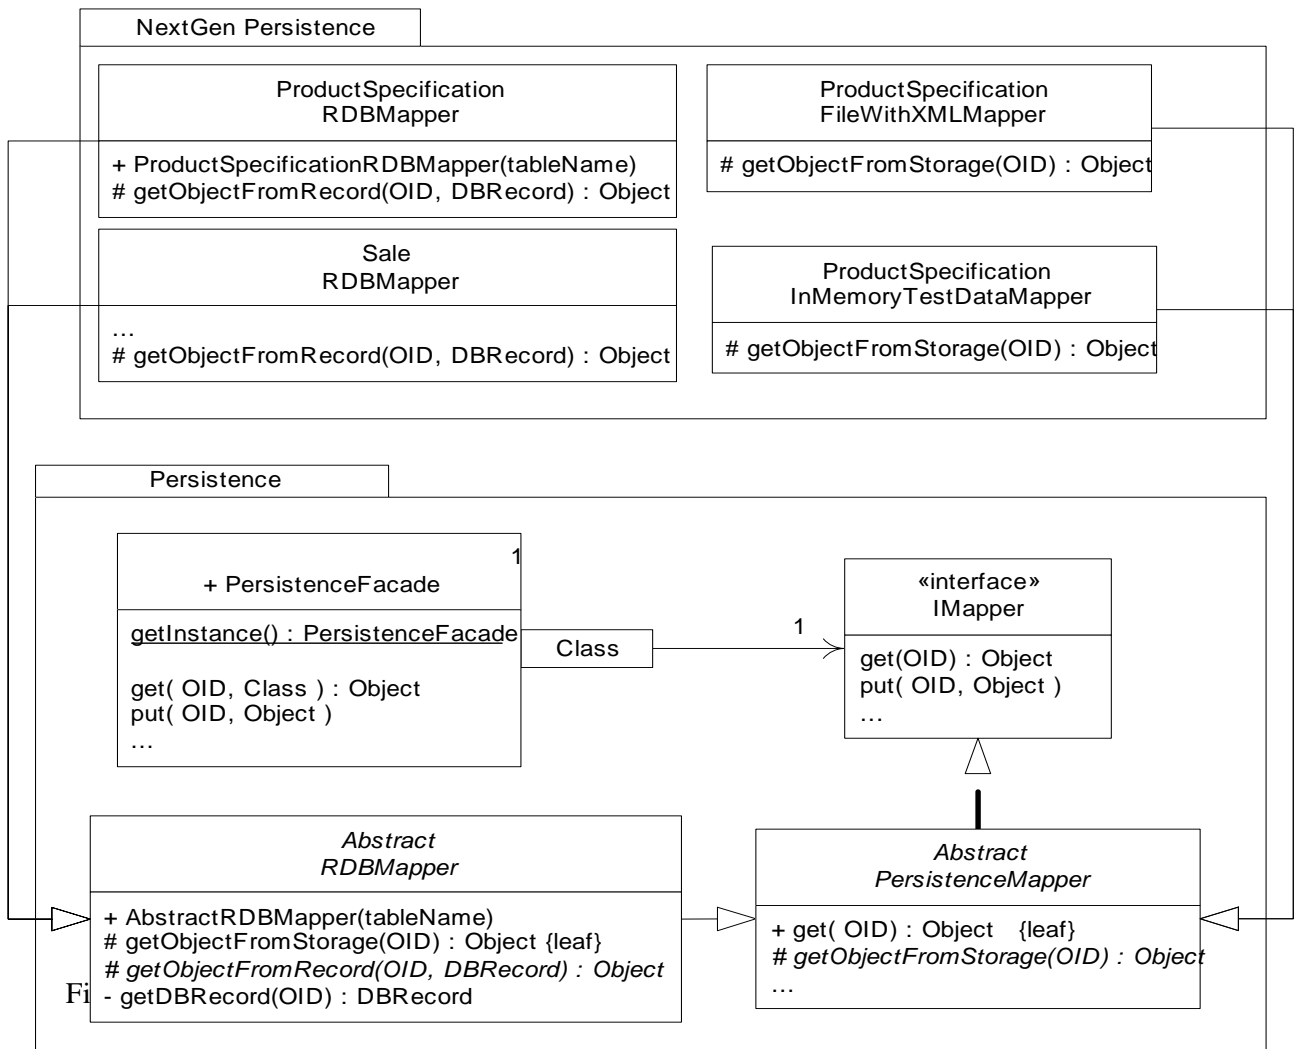 NextGen Persistence
ProductSpecification
RDBMapper
+ ProductSpecificationRDBMapper(tableName)
# getObjectFromRecord(OID, DBRecord) : Object
ProductSpecification
FileWithXMLMapper
# getObjectFromStorage(OID) : Object
Sale
RDBMapper
...
# getObjectFromRecord(OID, DBRecord) : Object
ProductSpecification
InMemoryTestDataMapper
# getObjectFromStorage(OID) : Object
Persistence
1
+ PersistenceFacade
getInstance() : PersistenceFacade
get( OID, Class ) : Object
put( OID, Object )
...
Class
1
«interface»
IMapper
get(OID) : Object
put( OID, Object )
...
Abstract
RDBMapper
+ AbstractRDBMapper(tableName)
# getObjectFromStorage(OID) : Object {leaf}
# getObjectFromRecord(OID, DBRecord) : Object
- getDBRecord(OID) : DBRecord
Abstract
PersistenceMapper
+ get( OID) : Object {leaf}
# getObjectFromStorage(OID) : Object
...